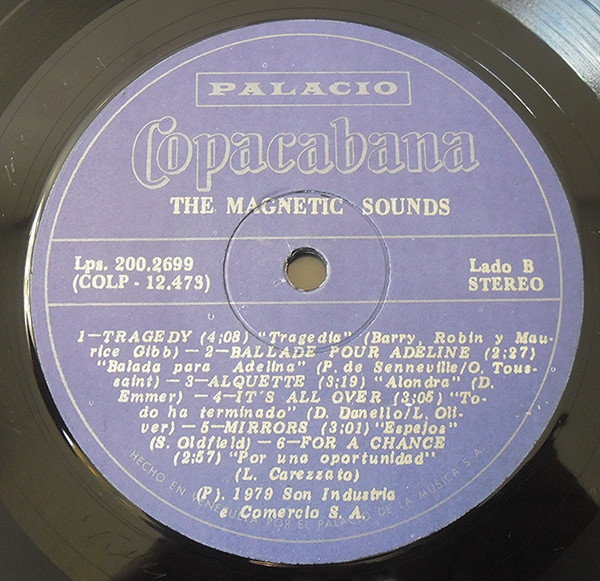 PALACIO
Copacabana
THE MAGNETIC SOUNDS
Lps. 200.2699
(COLP - 12.473)
Lado B
STEREO
1—TRAGEDY (4;08) "Tragedia" (Barry, Robin y Mau-
rice Gibb) — 2—BALLADE POUR ADELINE (2:27)
"Balada para Adelina" (P. de Senneville/O. Tous-
saint) — 3—ALQUETTE (3:19) "Alondra" (D.
Emmer) — 4—IT'S ALL OVER (3;05) "To-
do ha terminado" (D. Danello/L. Oli-
ver) — 5—MIRRORS (3:01) "Espejos"
(S. Oldfield) — 6—FOR A CHANCE
(2;57) "Por una oportunidad"
(L. Carezzato)
(P). 1979 Son Industria
e Comercio S. A.
HECHO EN VENEZUELA POR EL PALACIO DE LA MUSICA S.A.